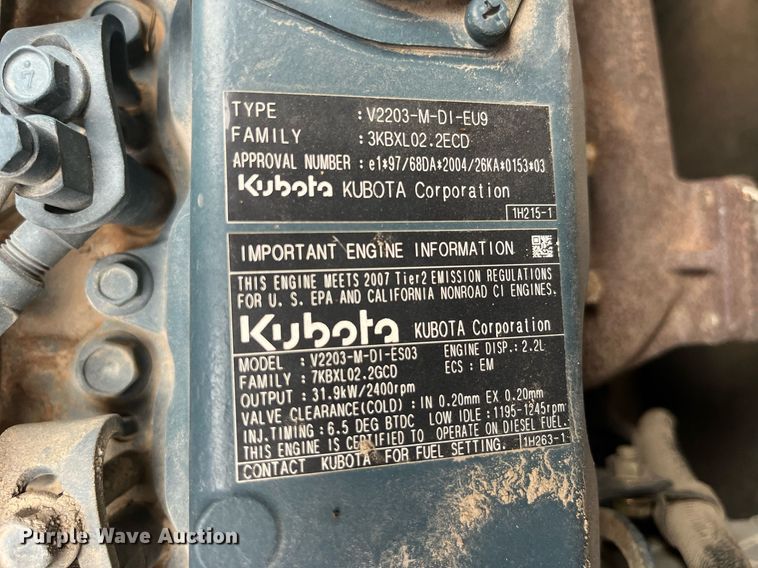 7
TYPE : V2203-M-DI-EU9
FAMILY : 3KBXL02.2ECD
APPROVAL NUMBER : e1*97/68DA*2004/26KA*0153*03
Kubota KUBOTA Corporation
1H215-1
IMPORTANT ENGINE INFORMATION
THIS ENGINE MEETS 2007 Tier2 EMISSION REGULATIONS
FOR U. S. EPA AND CALIFORNIA NONROAD CI ENGINES.
Kubota KUBOTA Corporation
MODEL : V2203-M-DI-ES03 ENGINE DISP.: 2.2L
FAMILY : 7KBXL02.2GCD ECS : EM
OUTPUT : 31.9kW/2400rpm
VALVE CLEARANCE(COLD) : IN 0.20mm EX 0.20mm
INJ.TIMING : 6.5 DEG BTDC LOW IDLE : 1195-1245rpm
THIS ENGINE IS CERTIFIED TO OPERATE ON DIESEL FUEL.
CONTACT KUBOTA FOR FUEL SETTING. 1H263-1
Purple Wave Auction